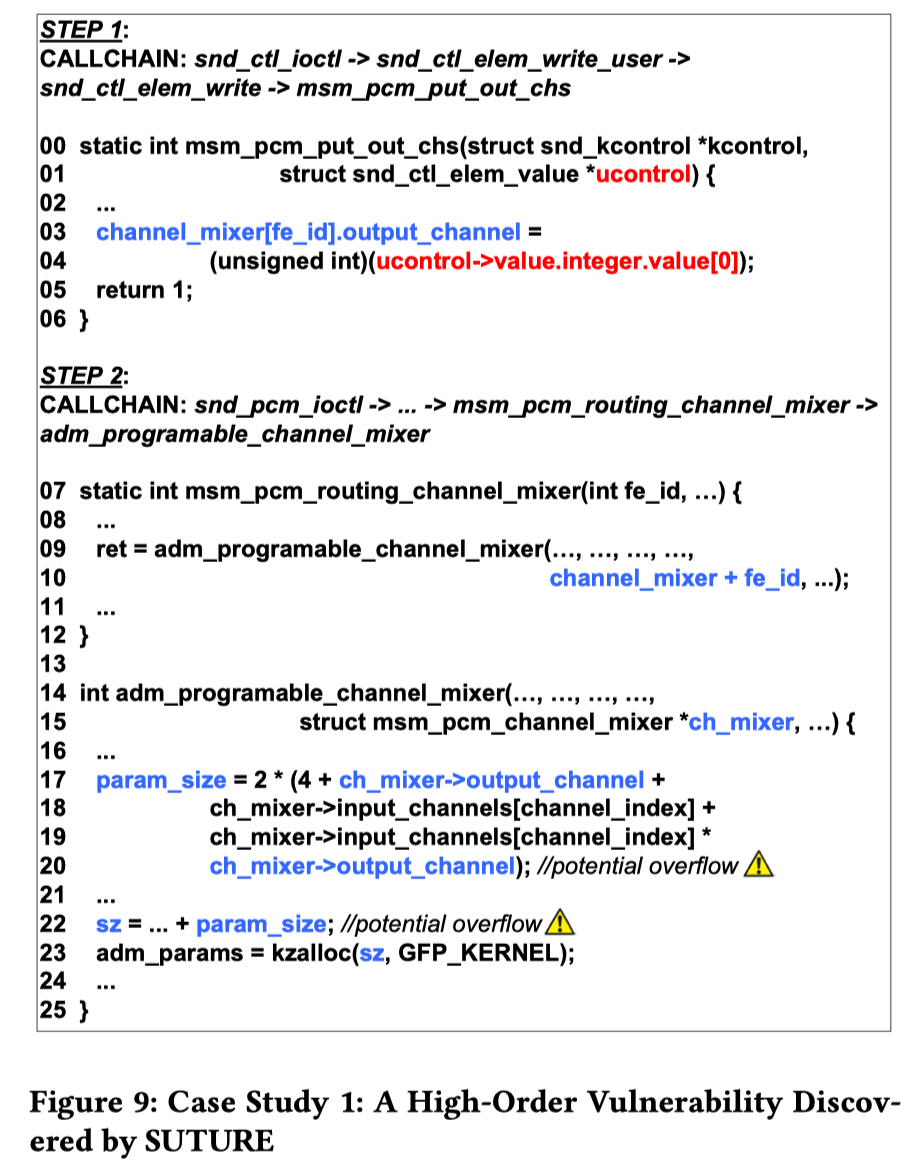 STEP 1:
CALLCHAIN: snd_ctl_ioctl -> snd_ctl_elem_write_user ->
snd_ctl_elem_write -> msm_pcm_put_out_chs
00 static int msm_pcm_put_out_chs(struct snd_kcontrol *kcontrol,
01 struct snd_ctl_elem_value *ucontrol) {
02 ...
03 channel_mixer[fe_id].output_channel =
04 (unsigned int)(ucontrol->value.integer.value[0]);
05 return 1;
06 }
STEP 2:
CALLCHAIN: snd_pcm_ioctl -> ... -> msm_pcm_routing_channel_mixer ->
adm_programable_channel_mixer
07 static int msm_pcm_routing_channel_mixer(int fe_id, ...) {
08 ...
09 ret = adm_programable_channel_mixer(..., ..., ..., ...,
10 channel_mixer + fe_id, ...);
11 ...
12 }
13
14 int adm_programable_channel_mixer(..., ..., ..., ...,
15 struct msm_pcm_channel_mixer *ch_mixer, ...) {
16 ...
17 param_size = 2 * (4 + ch_mixer->output_channel +
18 ch_mixer->input_channels[channel_index] +
19 ch_mixer->input_channels[channel_index] *
20 ch_mixer->output_channel); //potential overflow ⚠
21 ...
22 sz = ... + param_size; //potential overflow ⚠
23 adm_params = kzalloc(sz, GFP_KERNEL);
24 ...
25 }
Figure 9: Case Study 1: A High-Order Vulnerability Discov-
ered by SUTURE